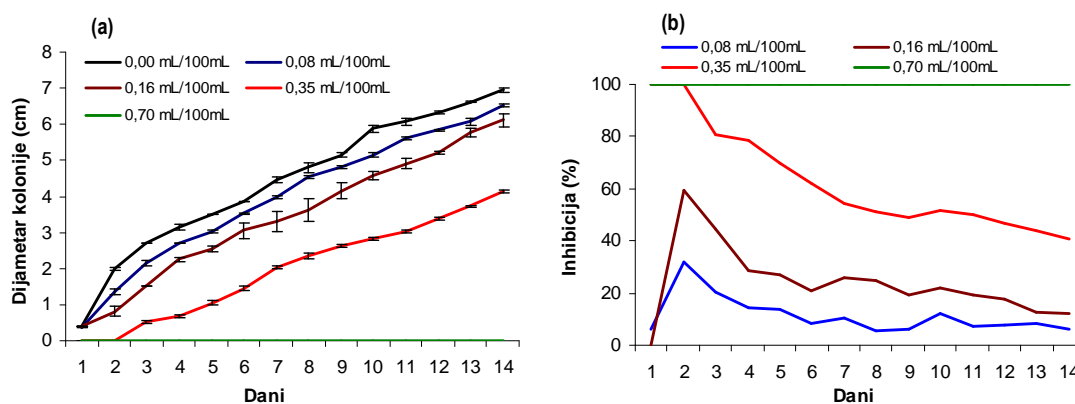 (a)
0,00 mL/100mL 0,08 mL/100mL
0,16 mL/100mL 0,35 mL/100mL
0,70 mL/100mL
Dijametar kolonije (cm)
8
7
6
5
4
3
2
1
0
1 2 3 4 5 6 7 8 9 10 11 12 13 14
Dani
(b)
0,08 mL/100mL 0,16 mL/100mL
0,35 mL/100mL 0,70 mL/100mL
Inhibicija (%)
100
80
60
40
20
0
1 2 3 4 5 6 7 8 9 10 11 12 13 14
Dani